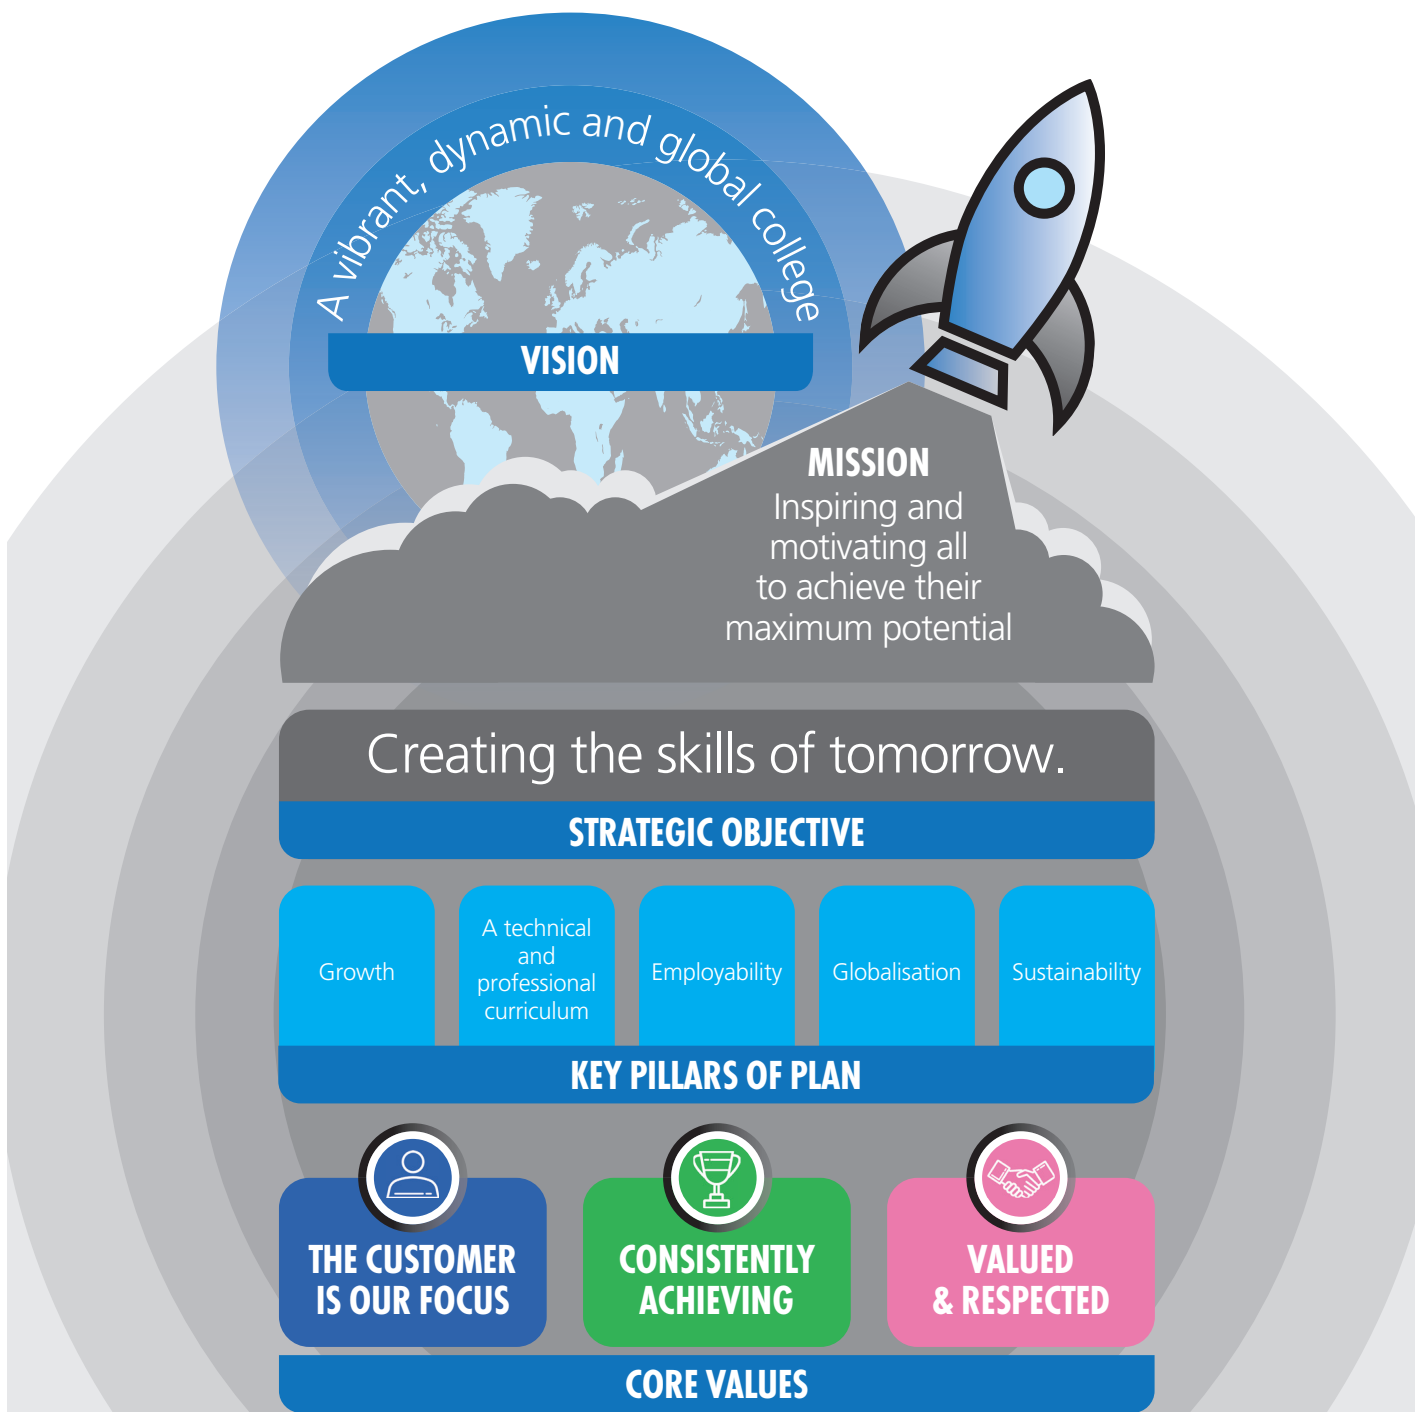 A vibrant, dynamic and global college
VISION
MISSION
Inspiring and
motivating all
to achieve their
maximum potential
Creating the skills of tomorrow.
STRATEGIC OBJECTIVE
Growth
A technical
and
professional
curriculum
Employability
Globalisation
Sustainability
KEY PILLARS OF PLAN
THE CUSTOMER
IS OUR FOCUS
CONSISTENTLY
ACHIEVING
VALUED
& RESPECTED
CORE VALUES